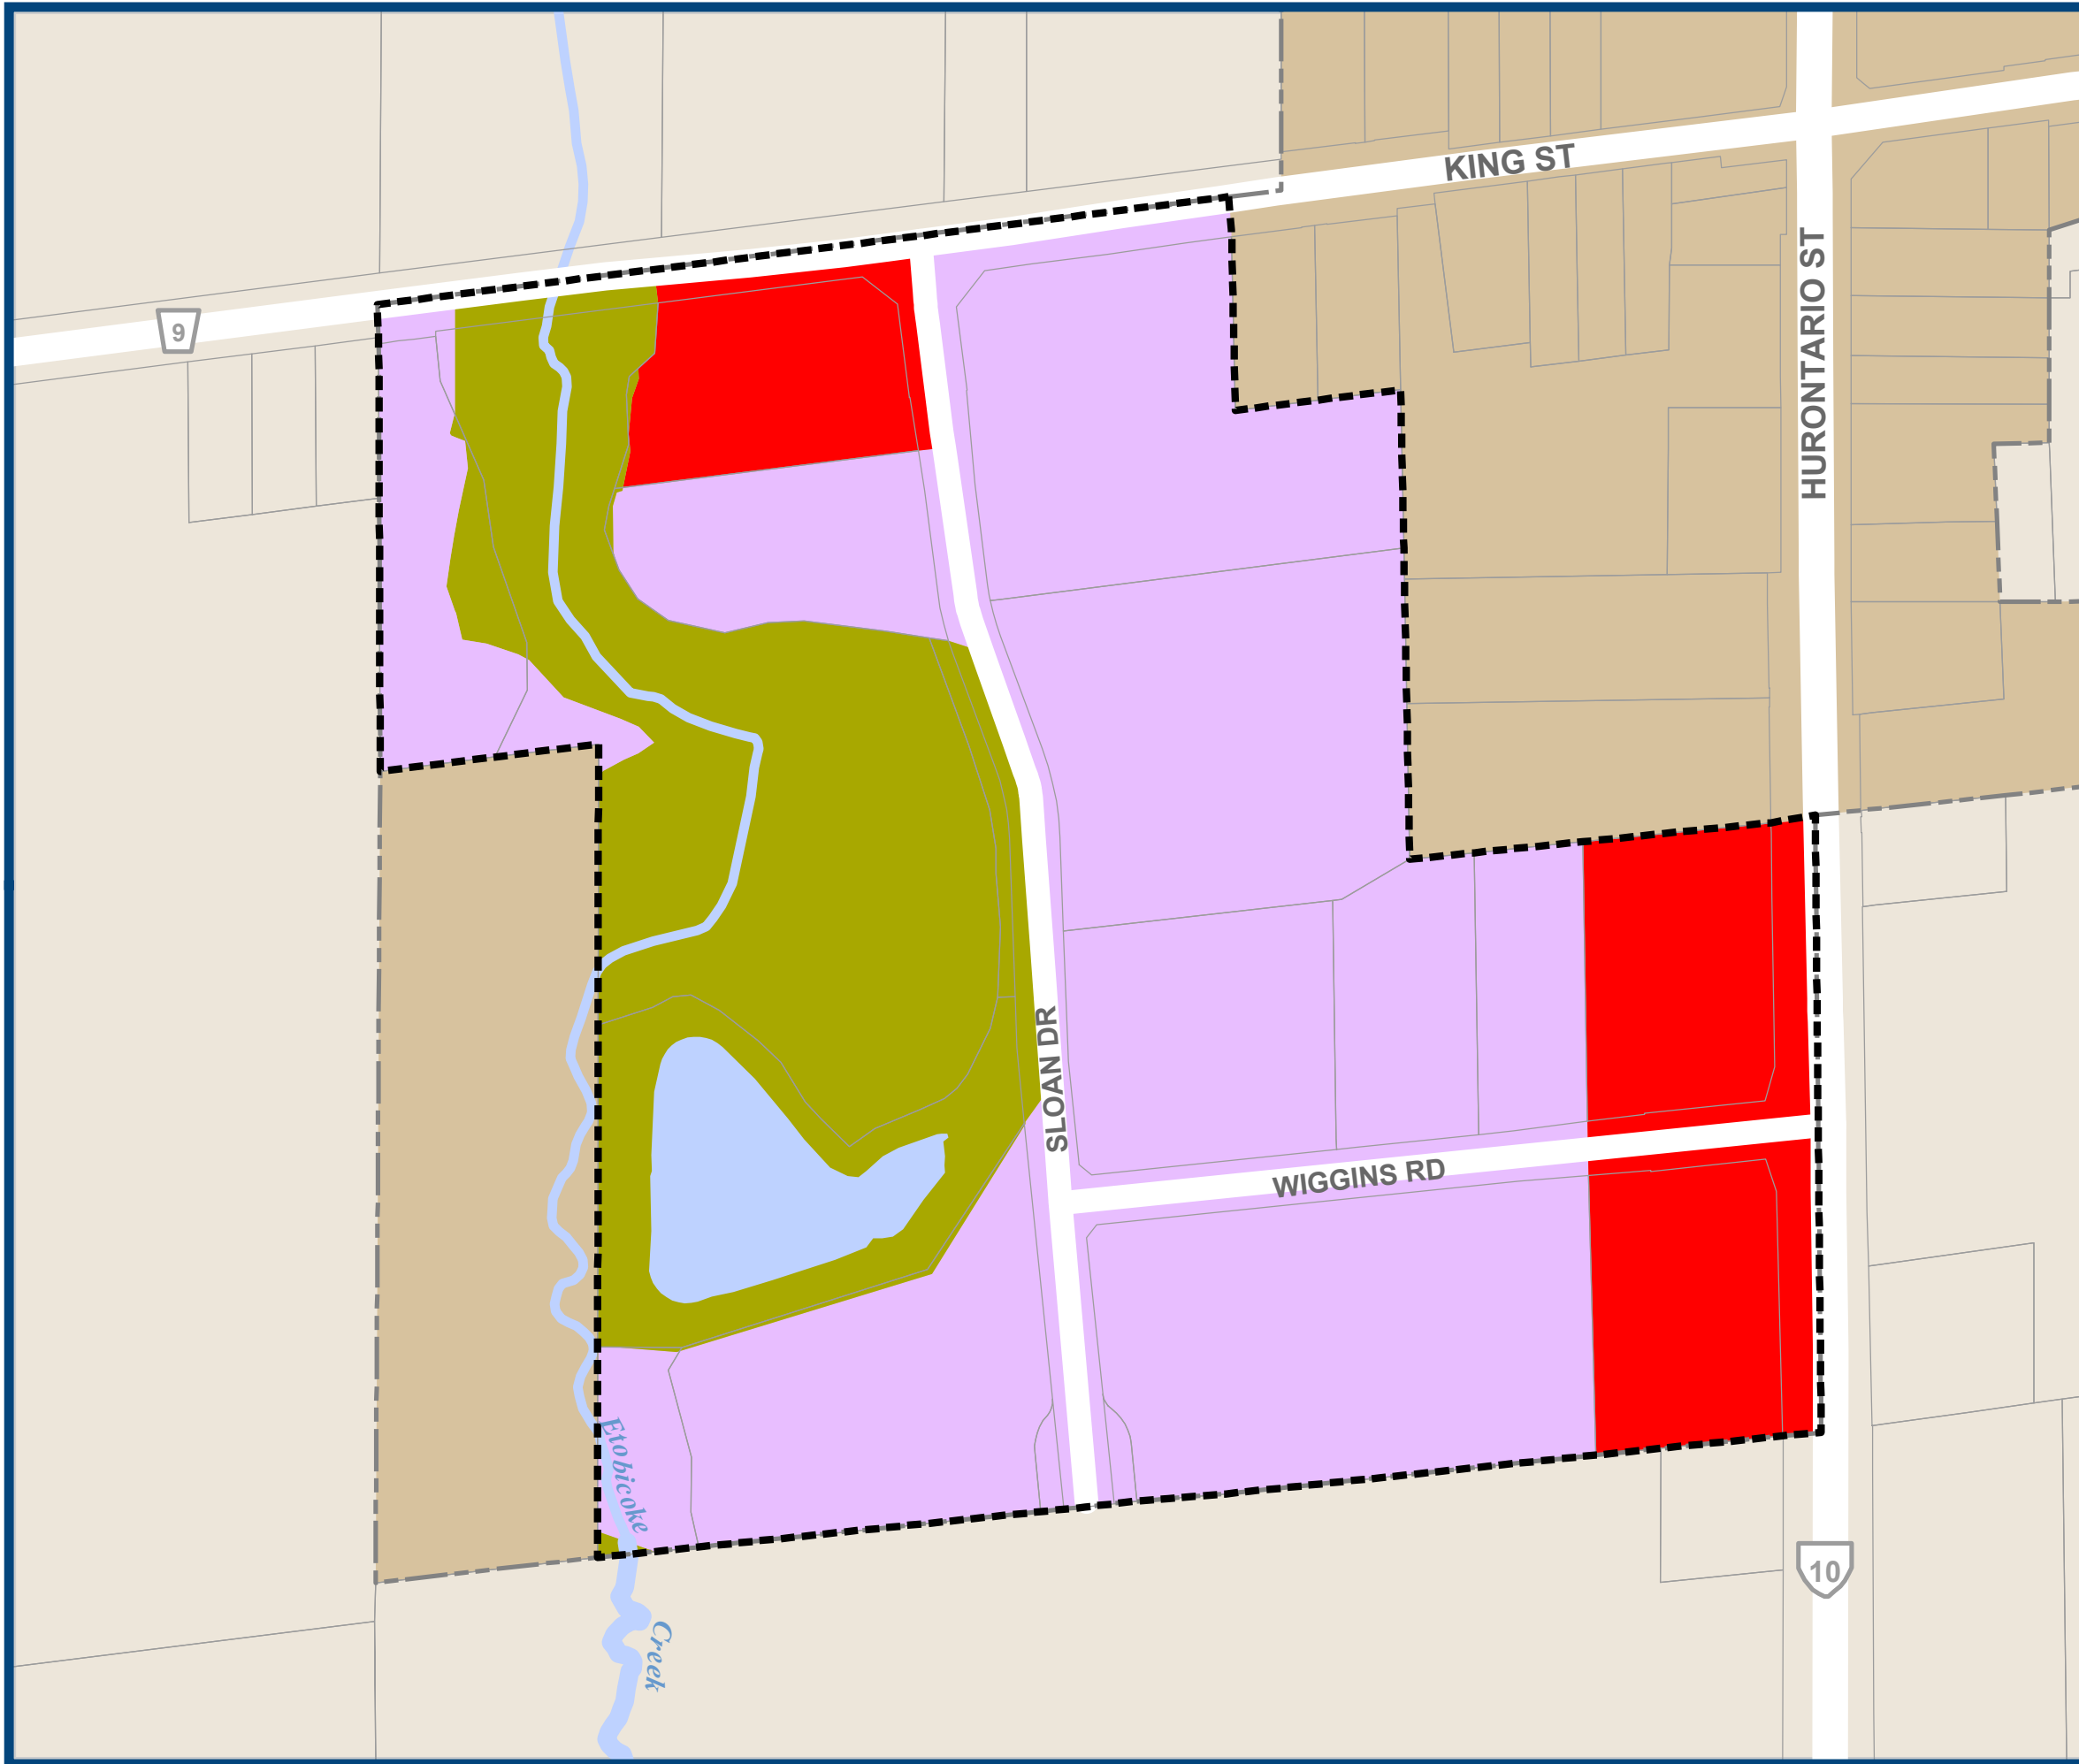 KING ST
HURONTARIO ST
9
SLOAN DR
WIGGINS RD
Etobicoke
Creek
10